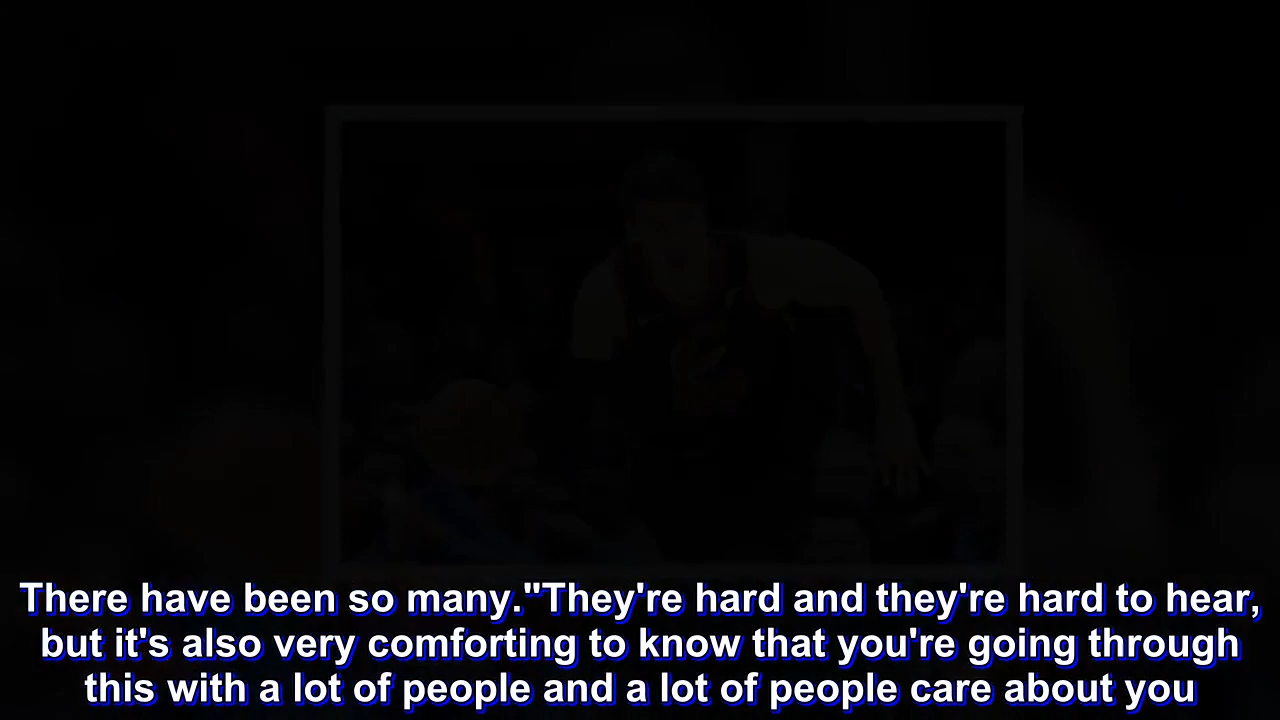 There have been so many."They're hard and they're hard to hear,
but it's also very comforting to know that you're going through
this with a lot of people and a lot of people care about you